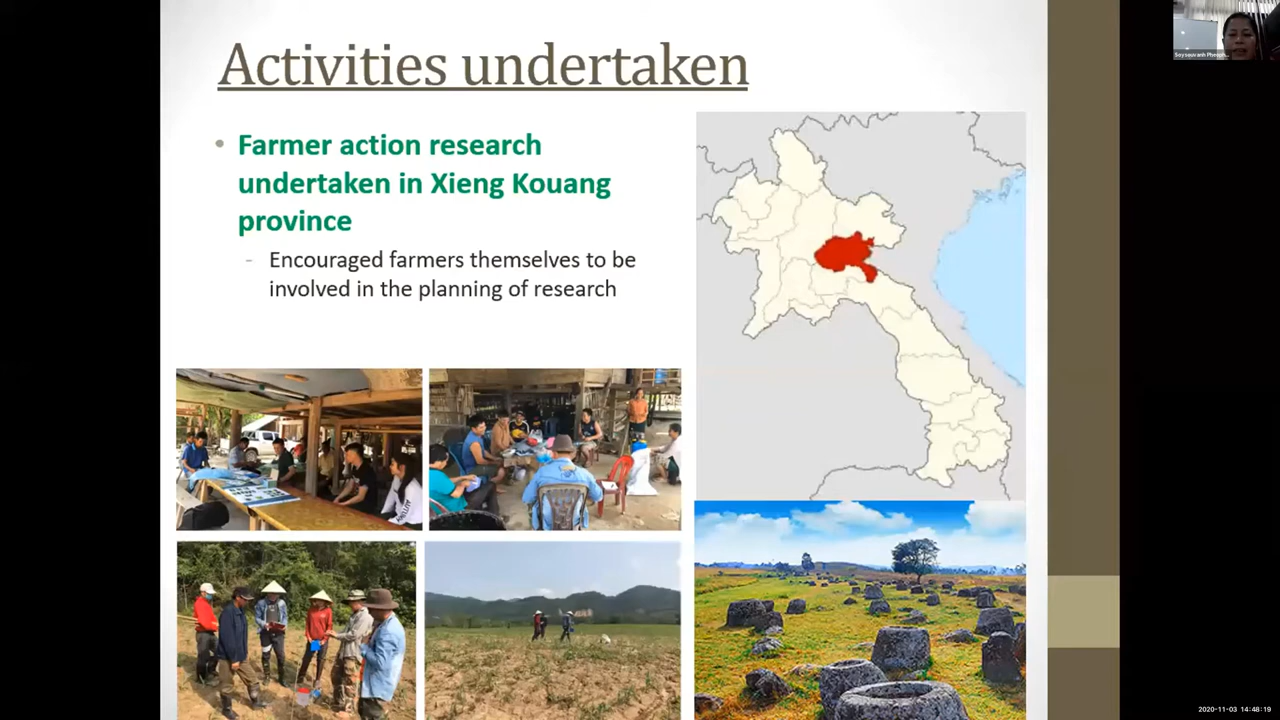 Activities undertaken
• Farmer action research
undertaken in Xieng Kouang
province
- Encouraged farmers themselves to be
involved in the planning of research
2020-11-03 14:48:19